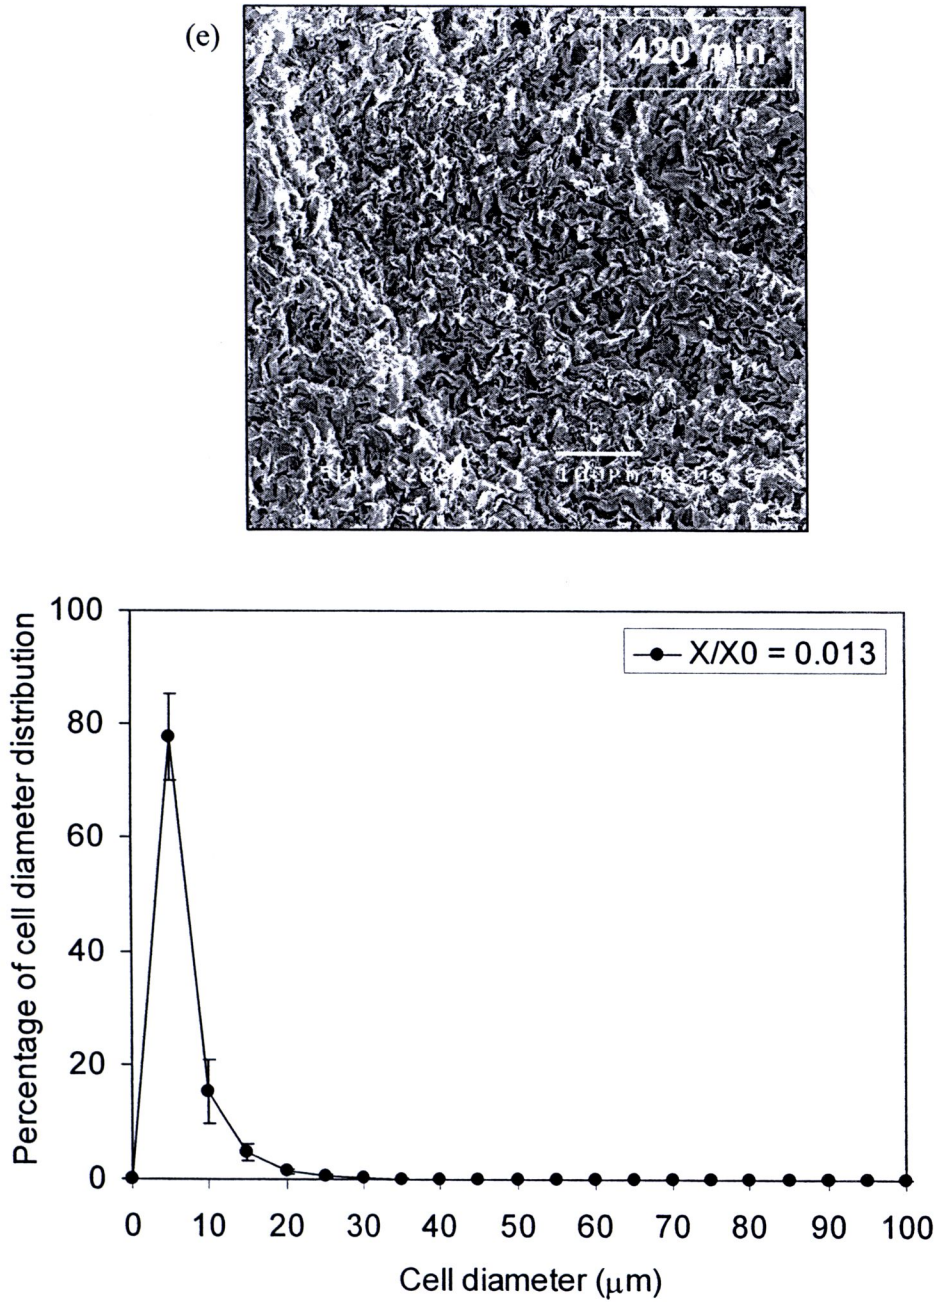 (e)
420 min.
100
80
60
40
20
0
Percentage of cell diameter distribution
X/X0 = 0.013
0 10 20 30 40 50 60 70 80 90 100
Cell diameter (μm)